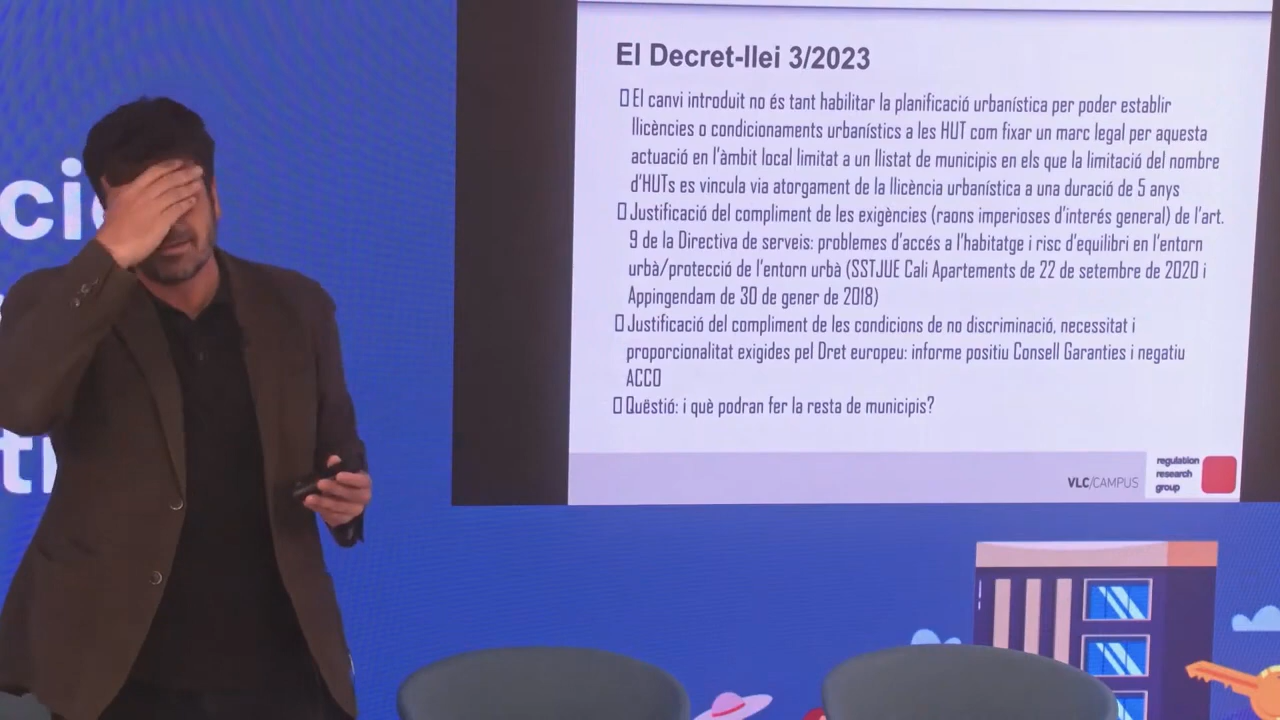 El Decret-llei 3/2023
El canvi introduit no és tant habilitar la planificació urbanística per poder establir
llicències o condicionaments urbanístics a les HUT com fixar un marc legal per aquesta
actuació en l'àmbit local limitat a un llistat de municipis en els que la limitació del nombre
d'HUTs es vincula via atorgament de la llicència urbanística a una duració de 5 anys
Justificació del compliment de les exigències (raons imperioses d'interés general) de l'art.
9 de la Directiva de serveis: problemes d'accés a l'habitatge i risc d'equilibri en l'entorn
urbà/protecció de l'entorn urbà (SSTJUE Cali Apartements de 22 de setembre de 2020 i
Appingendam de 30 de gener de 2018)
Justificació del compliment de les condicions de no discriminació, necessitat i
proporcionalitat exigides pel Dret europeu: informe positiu Consell Garanties i negatiu
ACCO
Qüestió: i què podran fer la resta de municipis?
VLC/CAMPUS
regulation
research
group
ci
t